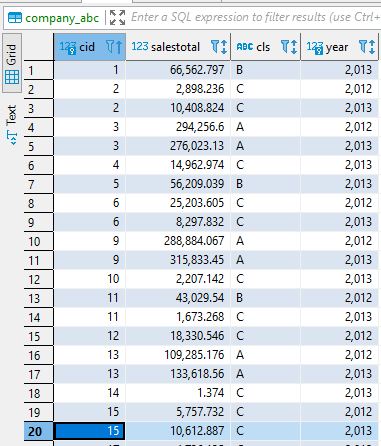 company_abc Enter a SQL expression to filter results (use Ctrl+
Grid
Text
123 cid 123 salestotal ABC cls 123 year
1 1 66,562.797 B 2,013
2 2 2,898.236 C 2,012
3 2 10,408.824 C 2,013
4 3 294,256.6 A 2,012
5 3 276,023.13 A 2,013
6 4 14,962.974 C 2,013
7 5 56,209.039 B 2,013
8 6 25,203.605 C 2,012
9 6 8,297.832 C 2,013
10 9 288,884.067 A 2,012
11 9 315,833.45 A 2,013
12 10 2,207.142 C 2,013
13 11 43,029.54 B 2,012
14 11 1,673.268 C 2,013
15 12 18,330.546 C 2,012
16 13 109,285.176 A 2,012
17 13 133,618.56 A 2,013
18 14 1.374 C 2,013
19 15 5,757.732 C 2,012
20 15 10,612.887 C 2,013